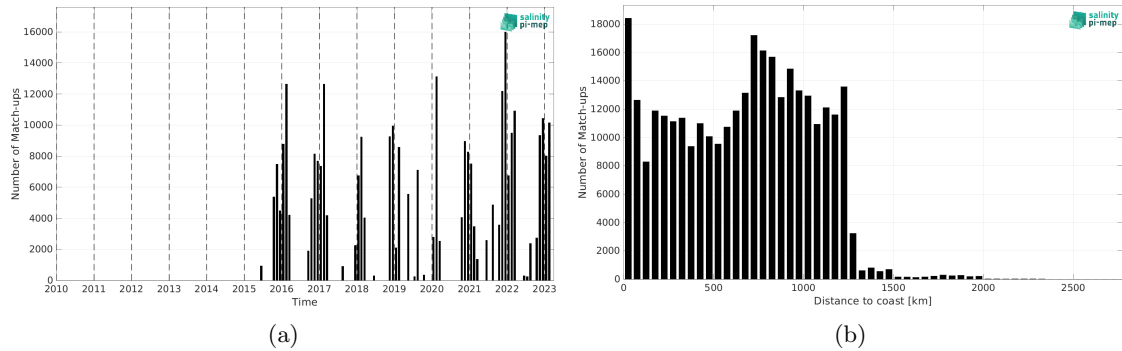 salinity
pi-mep
16000
14000
12000
10000
8000
6000
4000
2000
0
Number of Match-ups
2010 2011 2012 2013 2014 2015 2016 2017 2018 2019 2020 2021 2022 2023
Time
(a)
salinity
pi-mep
18000
16000
14000
12000
10000
8000
6000
4000
2000
0
Number of Match-ups
0 500 1000 1500 2000 2500
Distance to coast [km]
(b)